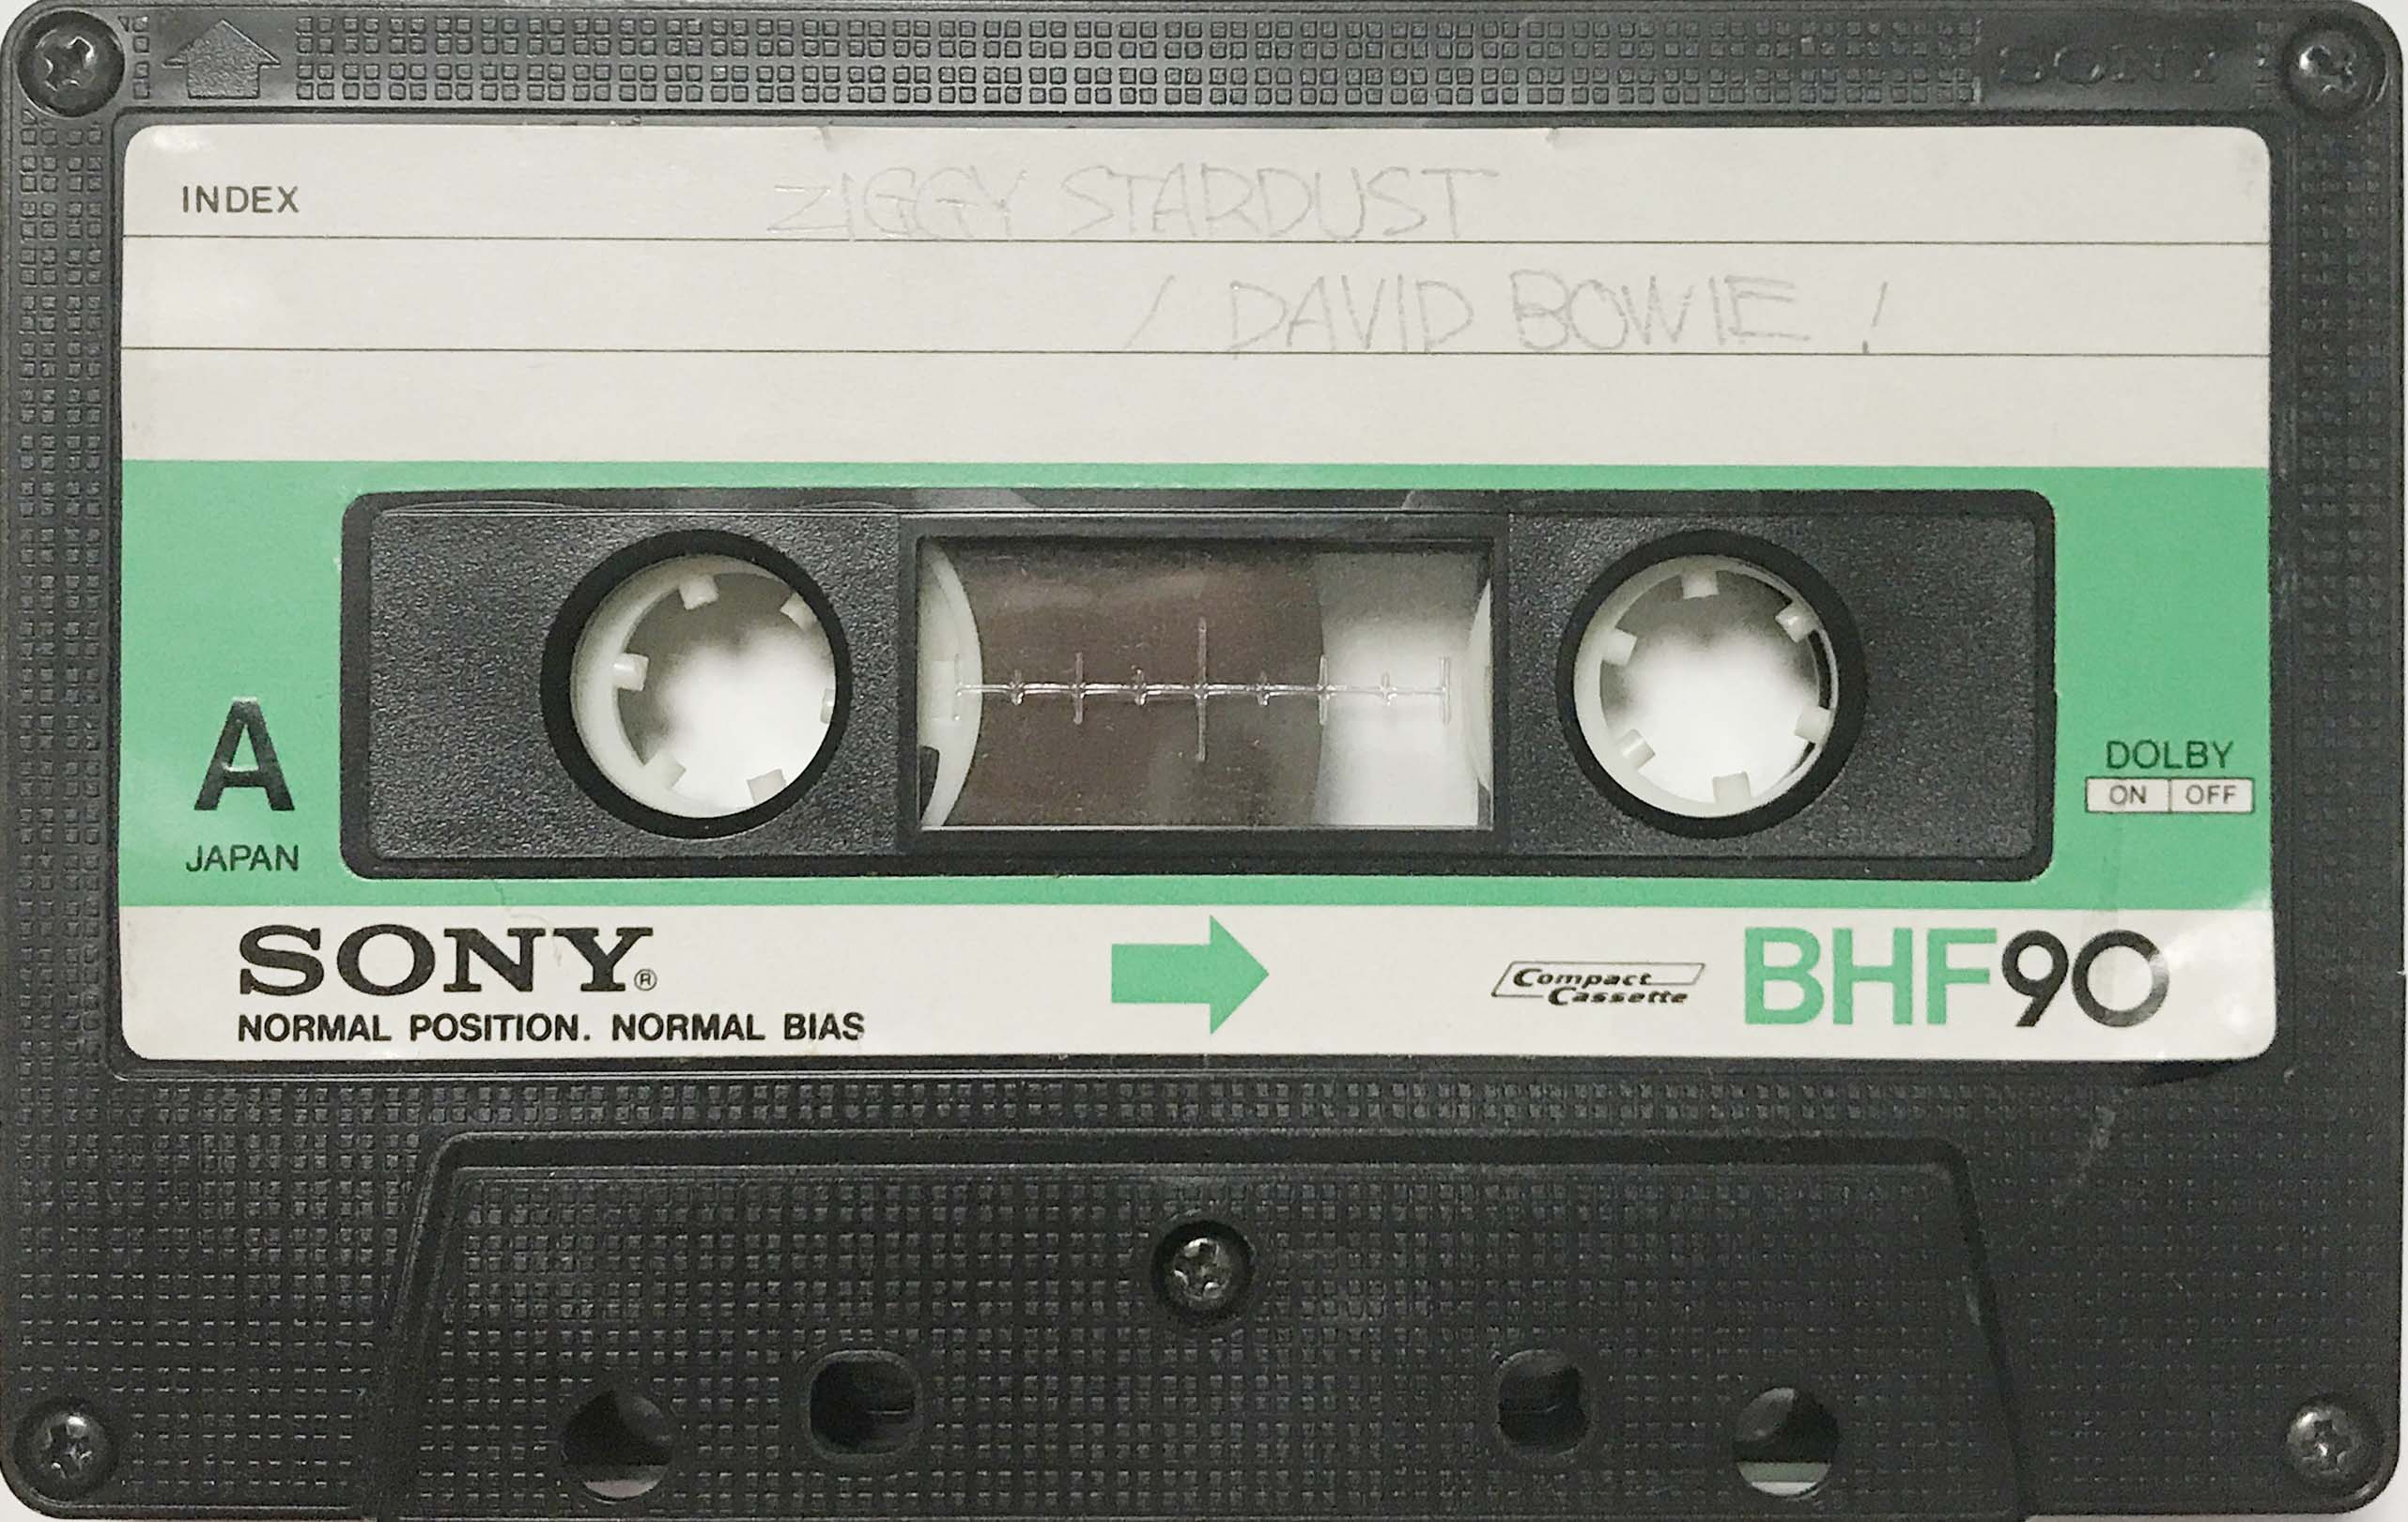 SONY
INDEX
ZIGGY STARDUST
/ DAVID BOWIE !
A
JAPAN
DOLBY
ON OFF
SONY®
NORMAL POSITION. NORMAL BIAS
Compact
Cassette
BHF90